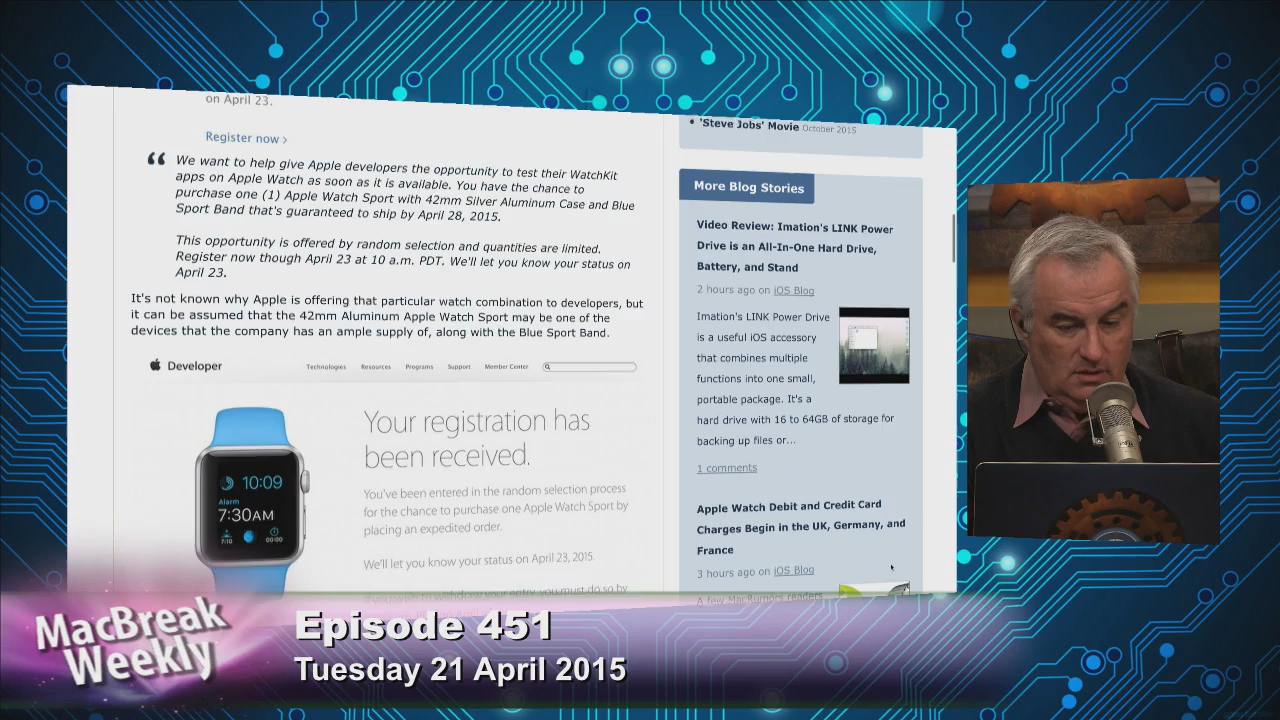 on April 23.
Register now ›
“ We want to help give Apple developers the opportunity to test their WatchKit
apps on Apple Watch as soon as it is available. You have the chance to
purchase one (1) Apple Watch Sport with 42mm Silver Aluminum Case and Blue
Sport Band that's guaranteed to ship by April 28, 2015.
This opportunity is offered by random selection and quantities are limited.
Register now though April 23 at 10 a.m. PDT. We'll let you know your status on
April 23.
It's not known why Apple is offering that particular watch combination to developers, but
it can be assumed that the 42mm Aluminum Apple Watch Sport may be one of the
devices that the company has an ample supply of, along with the Blue Sport Band.
Developer
Technologies Resources Programs Support Member Center
10:09
Alarm
7:30AM
7:10 00:00
Your registration has
been received.
You've been entered in the random selection process
for the chance to purchase one Apple Watch Sport by
placing an expedited order.
We'll let you know your status on April 23, 2015.
your entry, you must do so by
• 'Steve Jobs' Movie October 2015
More Blog Stories
Video Review: Imation's LINK Power
Drive is an All-In-One Hard Drive,
Battery, and Stand
2 hours ago on iOS Blog
Imation's LINK Power Drive
is a useful iOS accessory
that combines multiple
functions into one small,
portable package. It's a
hard drive with 16 to 64GB of storage for
backing up files or...
1 comments
Apple Watch Debit and Credit Card
Charges Begin in the UK, Germany, and
France
3 hours ago on iOS Blog
A few MacRumors readers
MacBreak
Weekly
Episode 451
Tuesday 21 April 2015